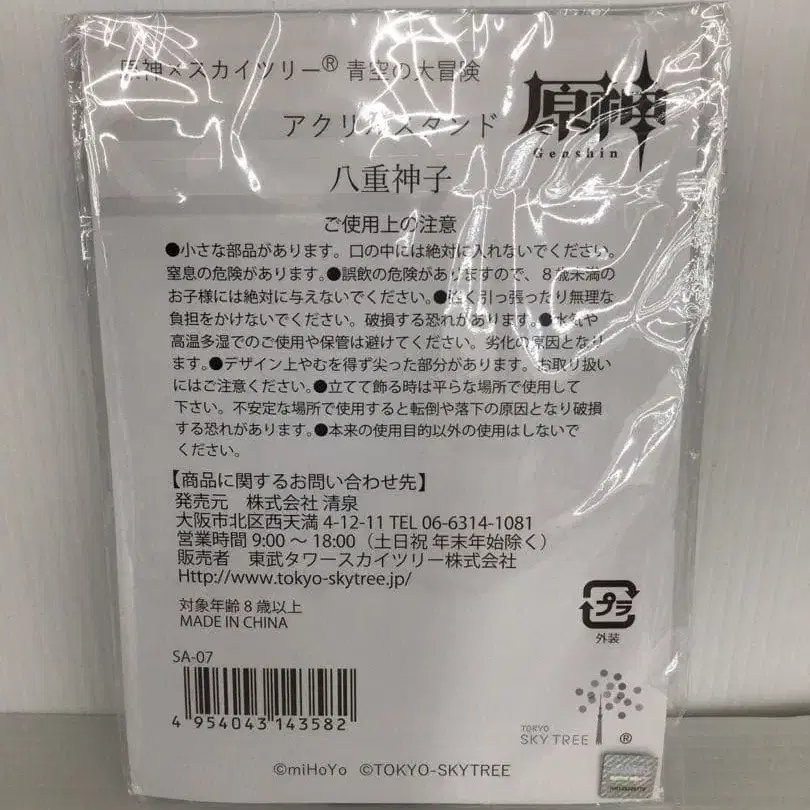 原神×スカイツリー® 青空の大冒険
原神
Genshin
アクリルスタンド
八重神子
ご使用上の注意
●小さな部品があります。口の中には絶対に入れないでください。
窒息の危険があります。●誤飲の危険がありますので、８歳未満の
お子様には絶対に与えないでください。●強く引っ張ったり無理な
負担をかけないでください。破損する恐れがあります。●水気や
高温多湿でのご使用や保管は避けてください。劣化の原因となり
ます。●デザイン上やむを得ず尖った部分があります。お取り扱い
にはご注意ください。●立てて飾る時は平らな場所で使用して
下さい。不安定な場所で使用すると転倒や落下の原因となり破損
する恐れがあります。●本来の使用目的以外の使用はしないで
ください。
【商品に関するお問い合わせ先】
発売元　株式会社 清泉
大阪市北区西天満 4-12-11 TEL 06-6314-1081
営業時間 9:00 ～ 18:00（土日祝 年末年始除く）
販売者　東武タワースカイツリー株式会社
Http://www.tokyo-skytree.jp/
対象年齢 8 歳以上
MADE IN CHINA
プラ
外装
SA-07
4 954043 143582
TOKYO
SKY TREE ®
©miHoYo ©TOKYO-SKYTREE